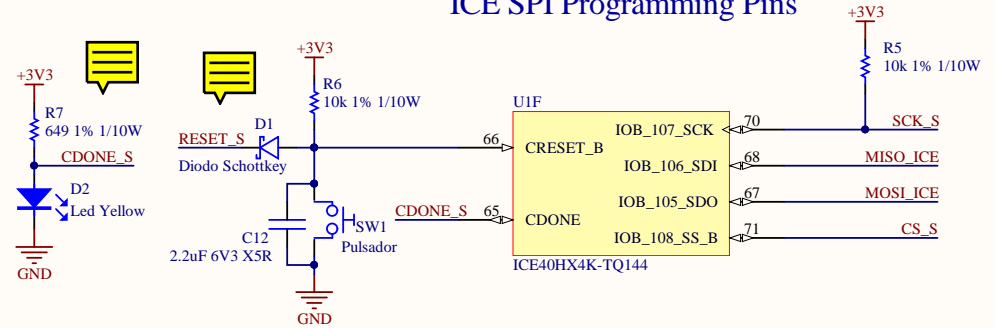 ICE SPI Programming Pins
+3V3
R7
649 1% 1/10W
CDONE_S
D2
Led Yellow
GND
+3V3
R6
10k 1% 1/10W
RESET_S
D1
Diodo Schottkey
C12
2.2uF 6V3 X5R
SW1
Pulsador
GND
U1F
66
CRESET_B
CDONE_S
65
CDONE
IOB_107_SCK
70
SCK_S
IOB_106_SDI
68
MISO_ICE
IOB_105_SDO
67
MOSI_ICE
IOB_108_SS_B
71
CS_S
ICE40HX4K-TQ144
+3V3
R5
10k 1% 1/10W